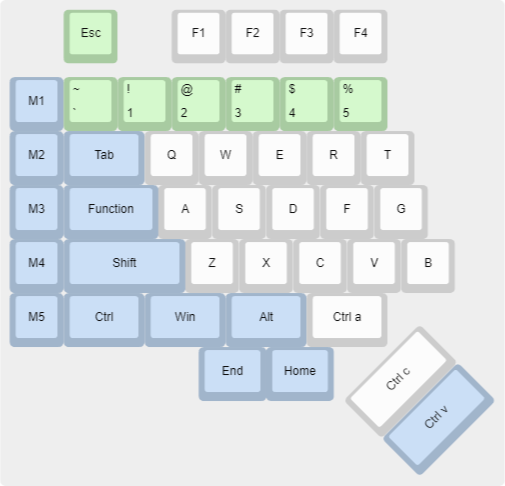 Esc F1 F2 F3 F4
M1 ~ ! @ # $ %
` 1 2 3 4 5
M2 Tab Q W E R T
M3 Function A S D F G
M4 Shift Z X C V B
M5 Ctrl Win Alt Ctrl a
End Home Ctrl c
Ctrl v